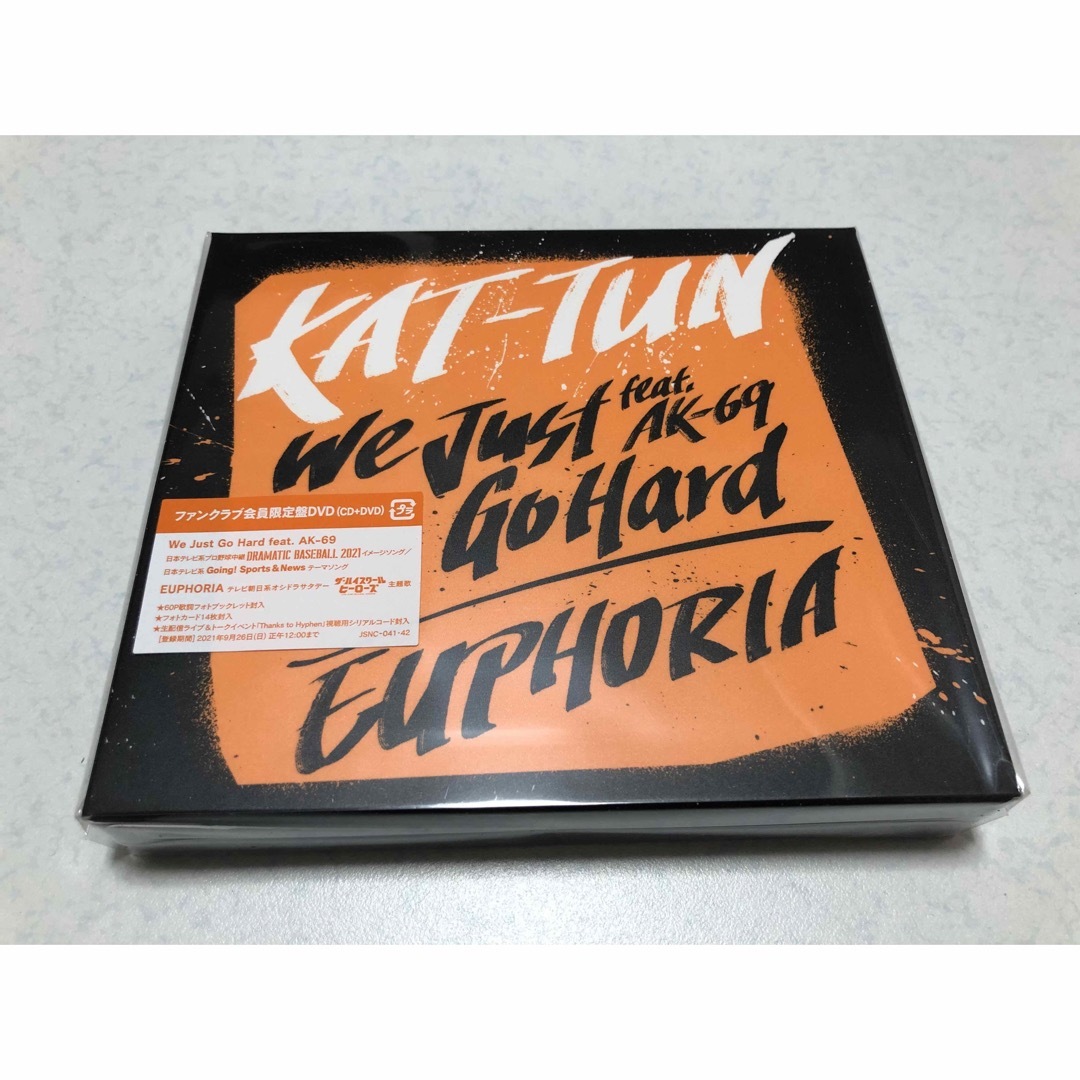 KAT-TUN
We Just feat. AK-69
Go Hard
EUPHORIA
ファンクラブ会員限定盤DVD(CD+DVD) タテ
We Just Go Hard feat. AK-69
日本テレビ系プロ野球中継 DRAMATIC BASEBALL 2021 イメージソング/
日本テレビ系 Going! Sports&News テーマソング
EUPHORIA テレビ朝日系オシドラサタデー ザ・ハイスクールヒーローズ 主題歌
★60P歌詞フォトブックレット封入
★フォトカード14枚封入
★生配信ライブ&トークイベント「Thanks to Hyphen」視聴用シリアルコード封入
[登録期間] 2021年9月26日(日) 正午12:00まで JSNC-041-42